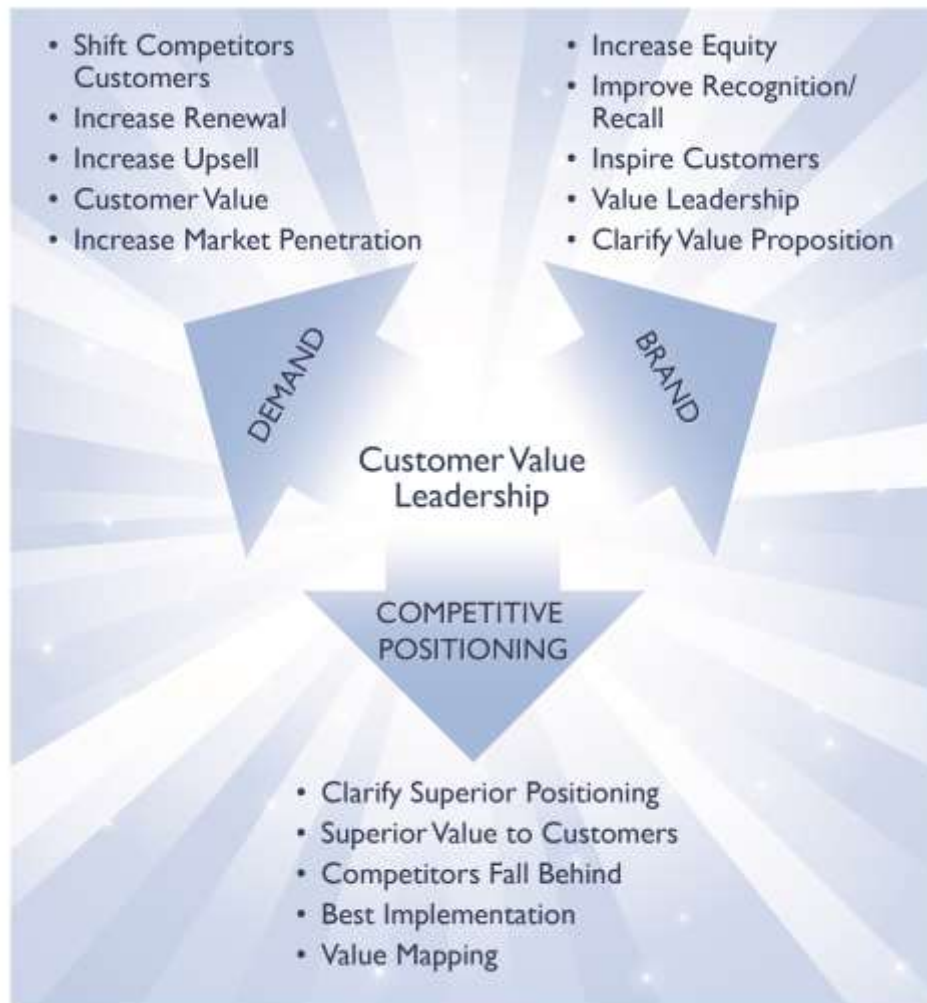 • Shift Competitors
Customers
• Increase Renewal
• Increase Upsell
• Customer Value
• Increase Market Penetration
• Increase Equity
• Improve Recognition/
Recall
• Inspire Customers
• Value Leadership
• Clarify Value Proposition
DEMAND
BRAND
Customer Value
Leadership
COMPETITIVE
POSITIONING
• Clarify Superior Positioning
• Superior Value to Customers
• Competitors Fall Behind
• Best Implementation
• Value Mapping